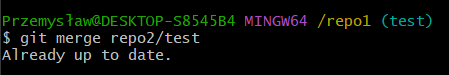 Przemysław@DESKTOP-S8545B4 MINGW64 /repo1 (test)
$ git merge repo2/test
Already up to date.